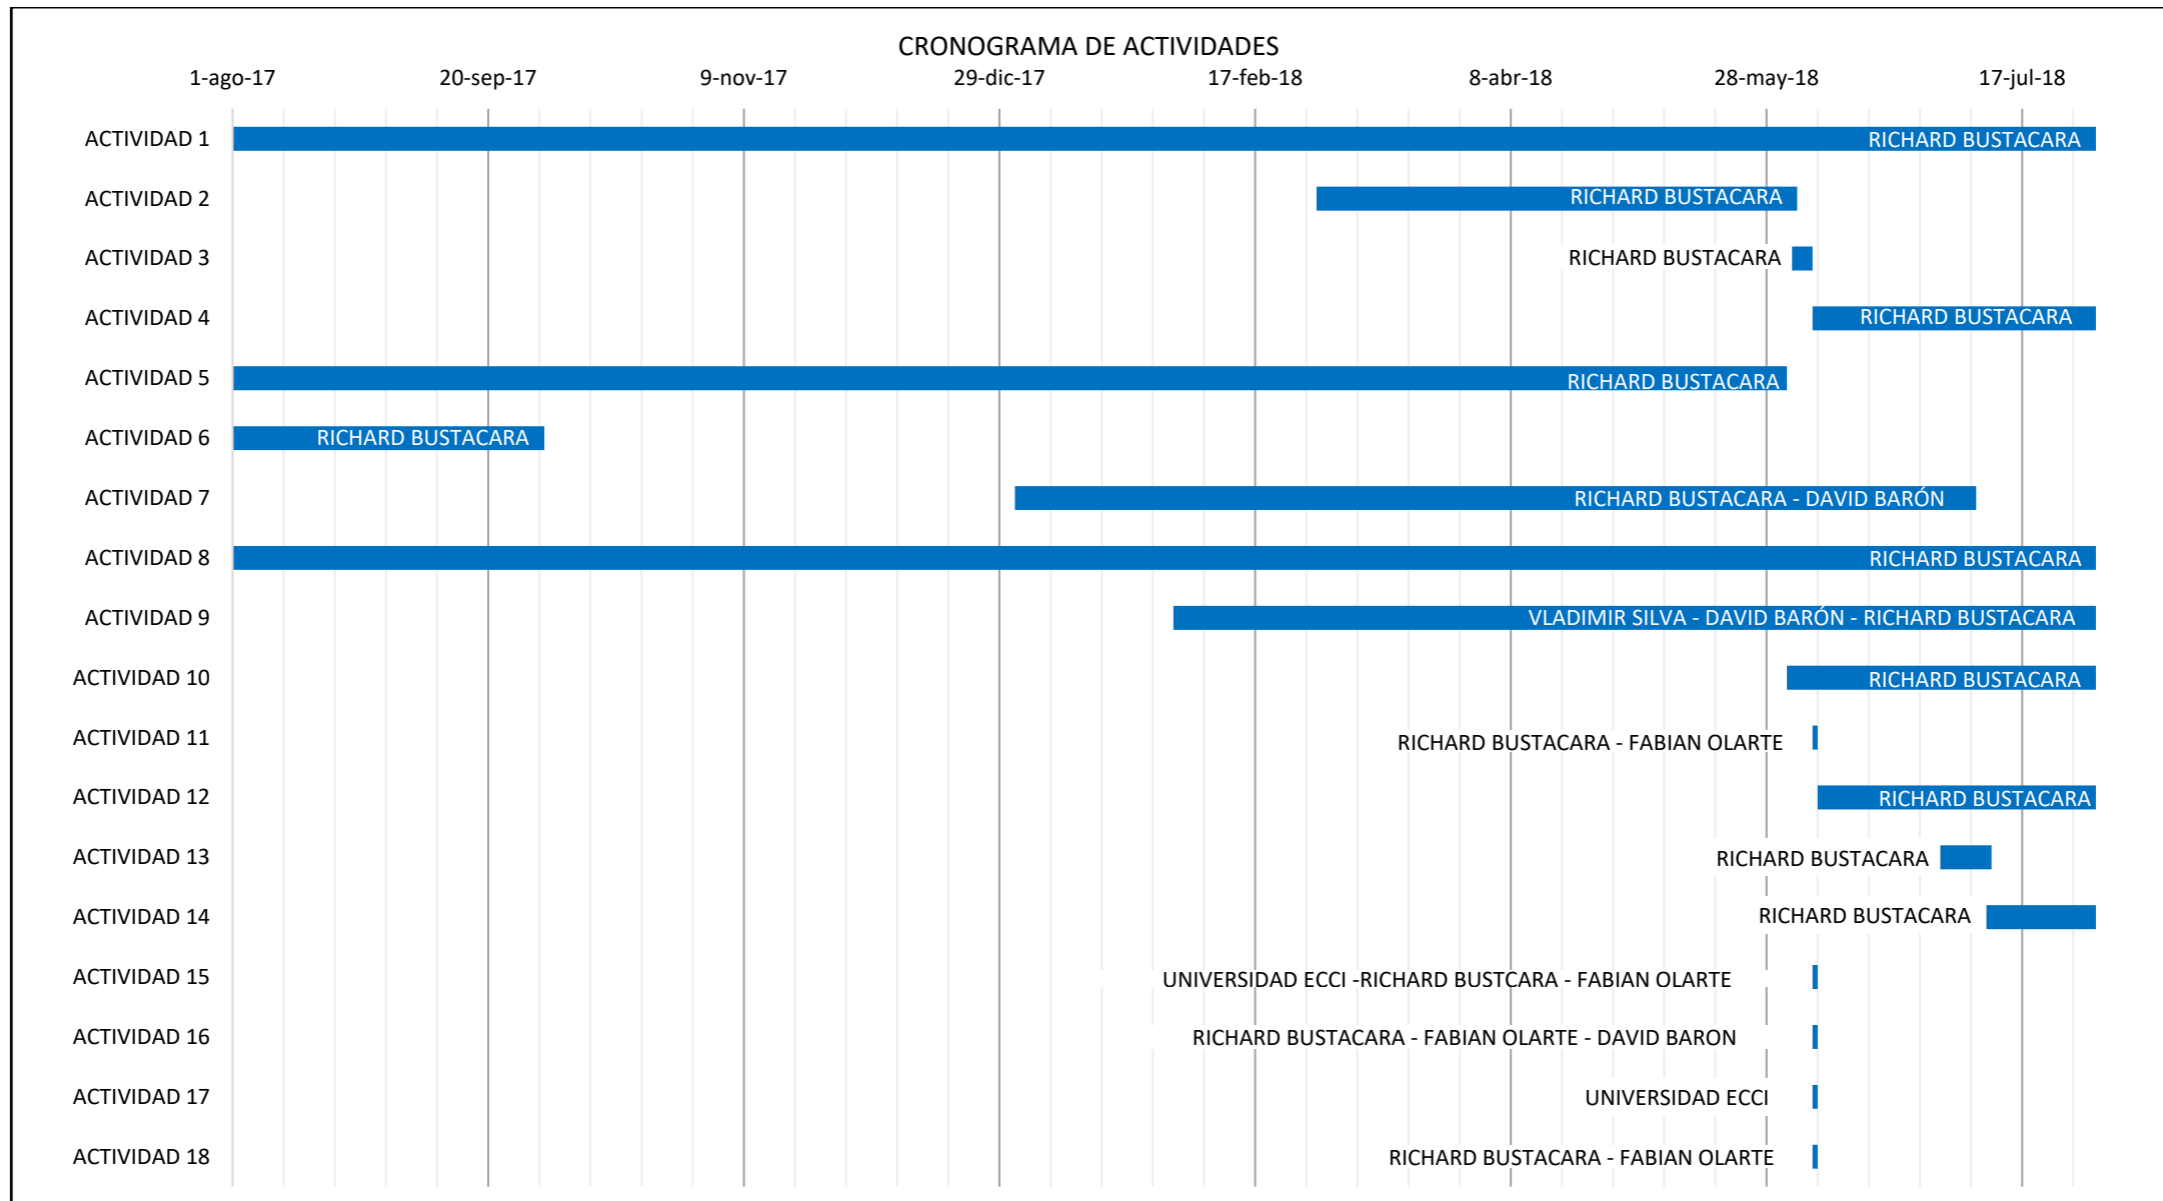 CRONOGRAMA DE ACTIVIDADES
1-ago-17 20-sep-17 9-nov-17 29-dic-17 17-feb-18 8-abr-18 28-may-18 17-jul-18
ACTIVIDAD 1 RICHARD BUSTACARA
ACTIVIDAD 2 RICHARD BUSTACARA
ACTIVIDAD 3 RICHARD BUSTACARA
ACTIVIDAD 4 RICHARD BUSTACARA
ACTIVIDAD 5 RICHARD BUSTACARA
ACTIVIDAD 6 RICHARD BUSTACARA
ACTIVIDAD 7 RICHARD BUSTACARA - DAVID BARÓN
ACTIVIDAD 8 RICHARD BUSTACARA
ACTIVIDAD 9 VLADIMIR SILVA - DAVID BARÓN - RICHARD BUSTACARA
ACTIVIDAD 10 RICHARD BUSTACARA
ACTIVIDAD 11 RICHARD BUSTACARA - FABIAN OLARTE
ACTIVIDAD 12 RICHARD BUSTACARA
ACTIVIDAD 13 RICHARD BUSTACARA
ACTIVIDAD 14 RICHARD BUSTACARA
ACTIVIDAD 15 UNIVERSIDAD ECCI -RICHARD BUSTCARA - FABIAN OLARTE
ACTIVIDAD 16 RICHARD BUSTACARA - FABIAN OLARTE - DAVID BARON
ACTIVIDAD 17 UNIVERSIDAD ECCI
ACTIVIDAD 18 RICHARD BUSTACARA - FABIAN OLARTE